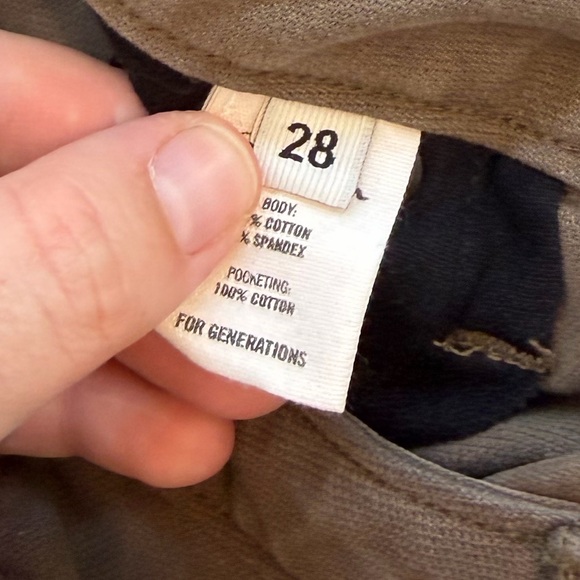 28
BODY:
% COTTON
% SPANDEX
POCKETING:
100% COTTON
FOR GENERATIONS